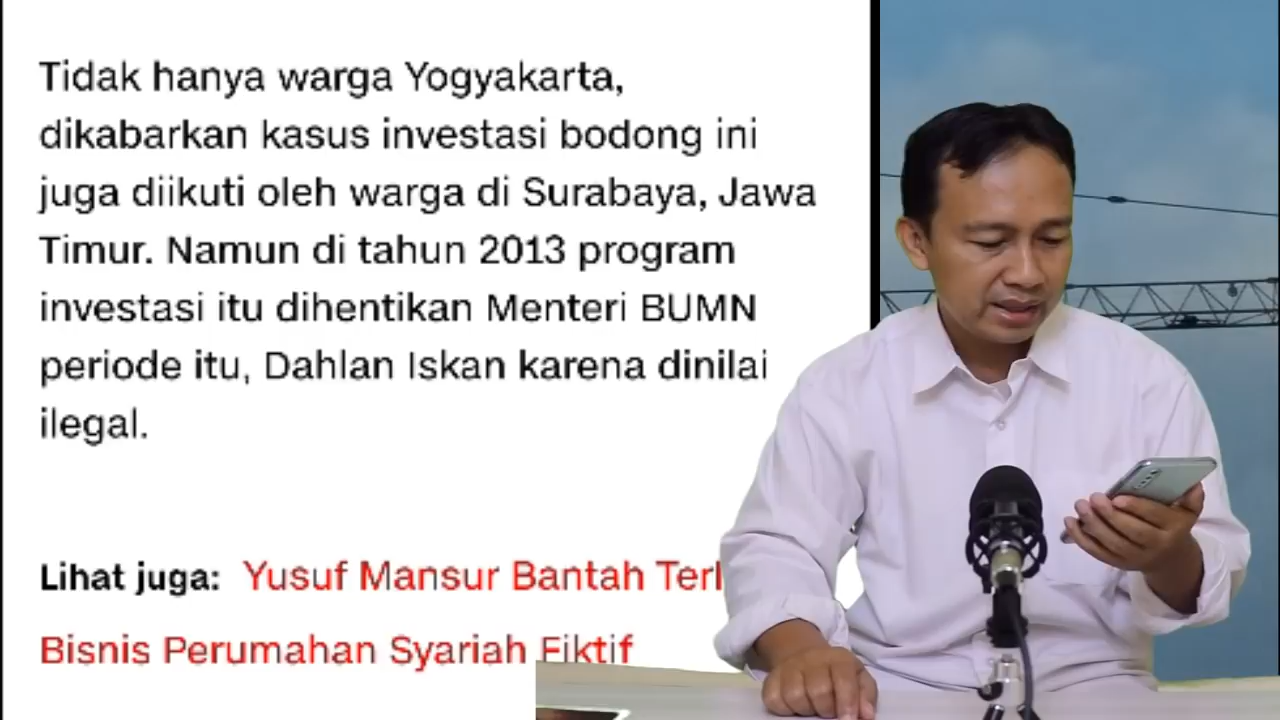 Tidak hanya warga Yogyakarta,
dikabarkan kasus investasi bodong ini
juga diikuti oleh warga di Surabaya, Jawa
Timur. Namun di tahun 2013 program
investasi itu dihentikan Menteri BUMN
periode itu, Dahlan Iskan karena dinilai
ilegal.
Lihat juga: Yusuf Mansur Bantah
Bisnis Perumahan Syariah Fiktif